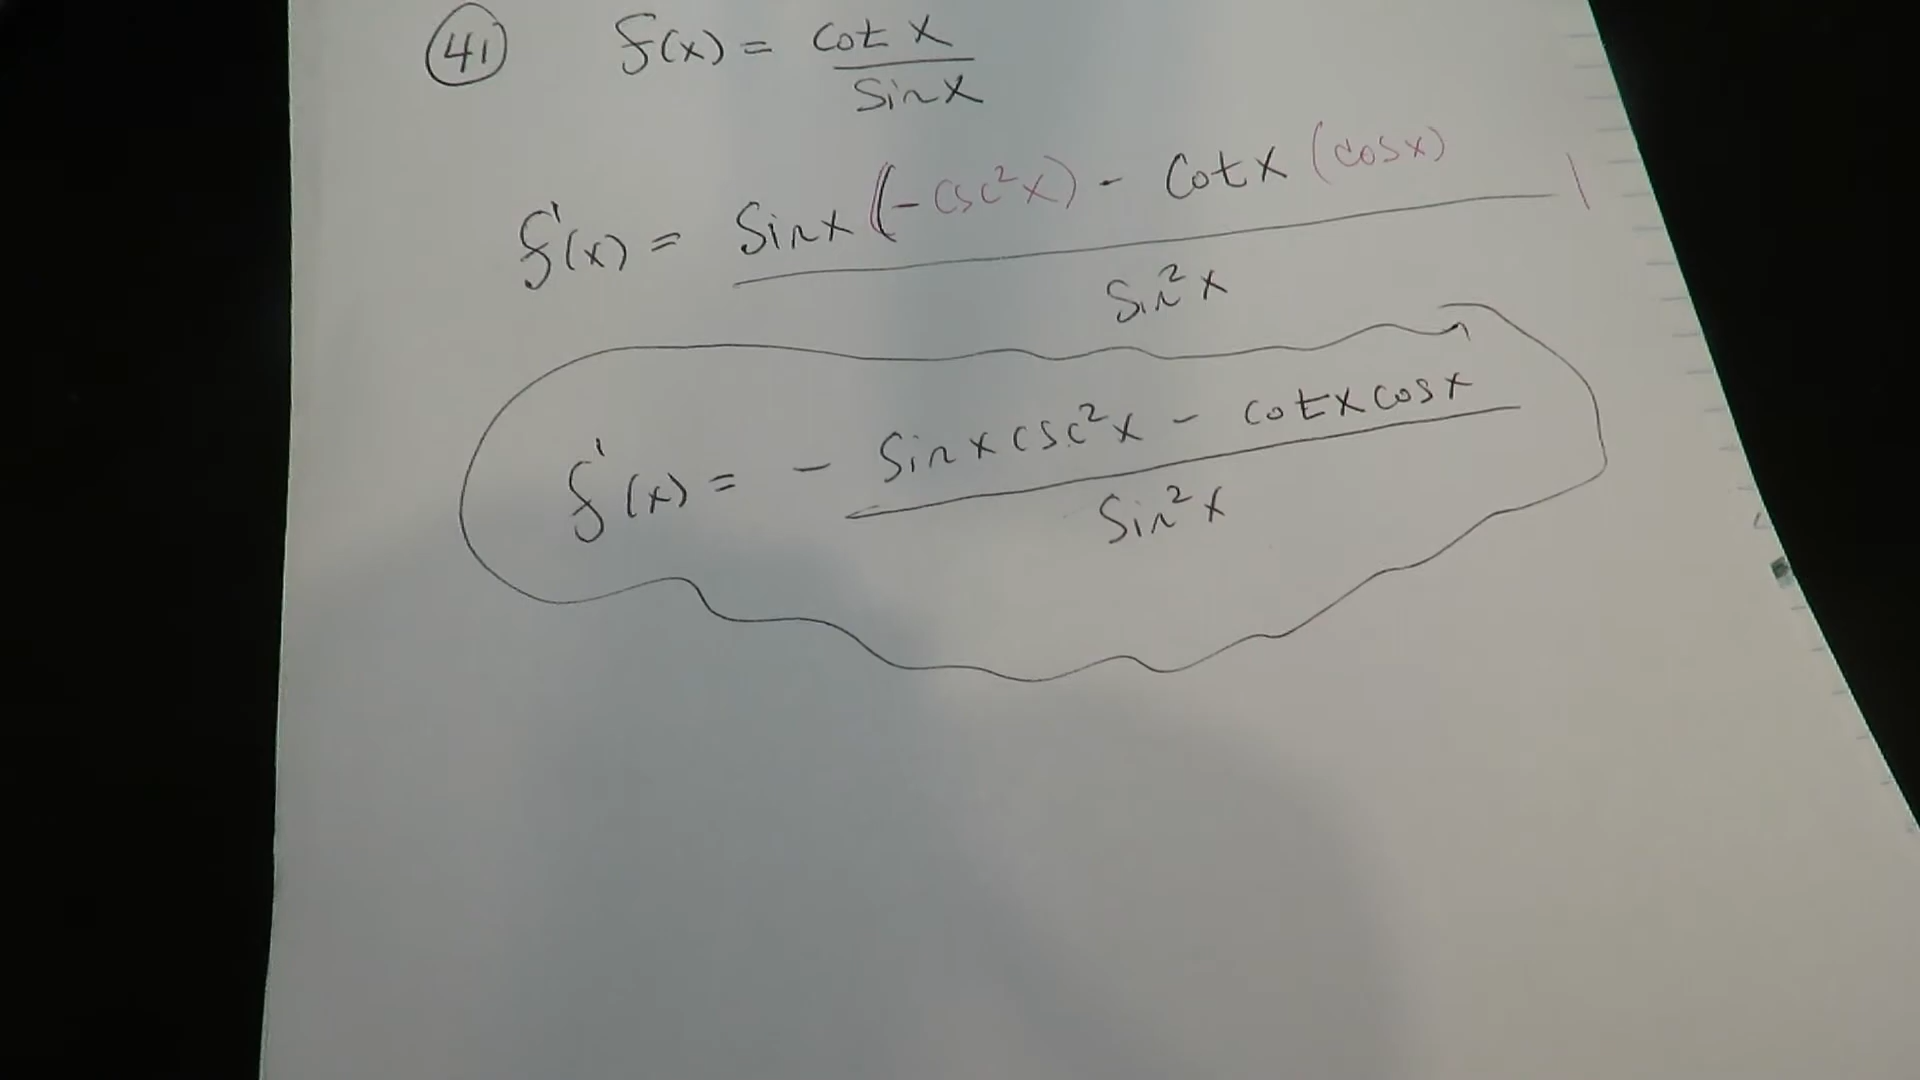 41 f(x) = cot x / sin x
f'(x) = sin x (-csc²x) - cot x (cos x) / sin²x
f'(x) = - sin x csc²x - cot x cos x / sin²x